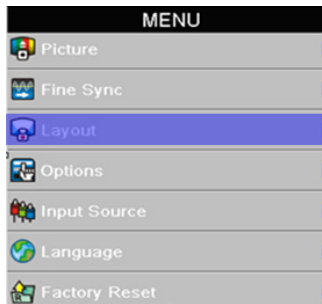 MENU
Picture
Fine Sync
Layout
Options
Input Source
Language
Factory Reset